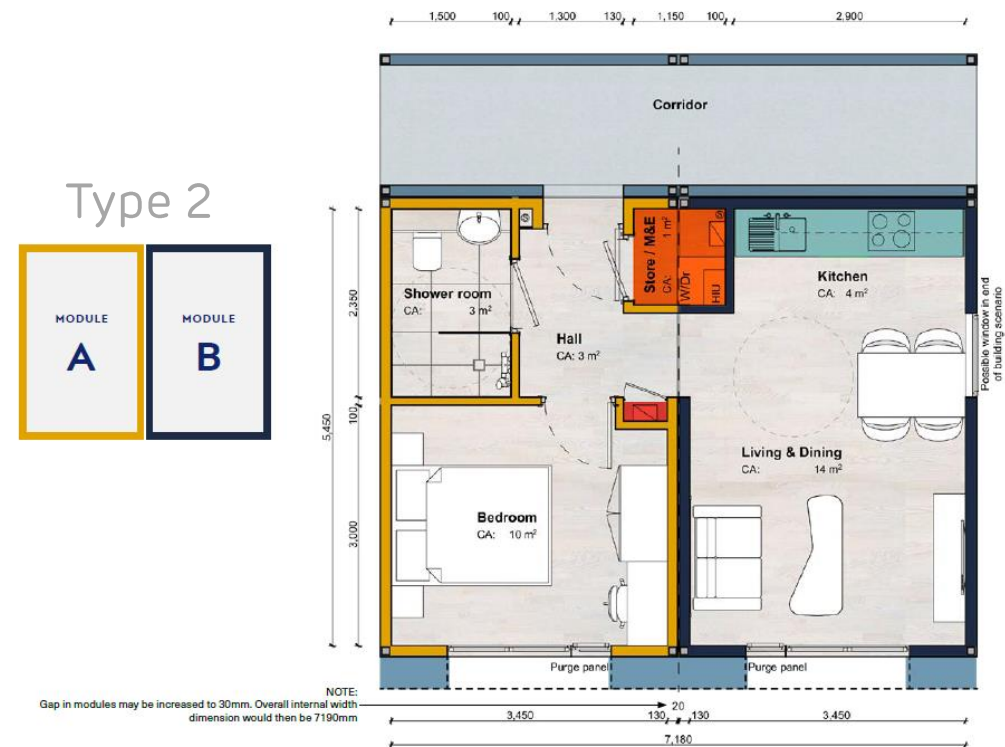 1,500 100 1,300 130 1,150 100 2,900
Corridor
Type 2
MODULE
A
MODULE
B
Shower room
CA: 3 m²
Store / M&E
CA: 1 m²
W/Dr
HIU
Kitchen
CA: 4 m²
Possible window in end
of building scenario
Hall
CA: 3 m²
2,350
100
5,450
3,000
Living & Dining
CA: 14 m²
Bedroom
CA: 10 m²
Purge panel
Purge panel
NOTE:
Gap in modules may be increased to 30mm. Overall internal width
dimension would then be 7190mm
20
3,450 130 130 3,450
7,180